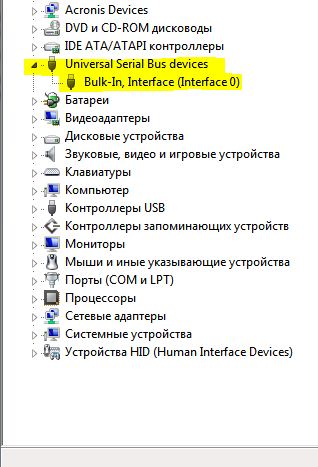 Acronis Devices
DVD и CD-ROM дисководы
IDE ATA/ATAPI контроллеры
Universal Serial Bus devices
Bulk-In, Interface (Interface 0)
Батареи
Видеоадаптеры
Дисковые устройства
Звуковые, видео и игровые устройства
Клавиатуры
Компьютер
Контроллеры USB
Контроллеры запоминающих устройств
Мониторы
Мыши и иные указывающие устройства
Порты (COM и LPT)
Процессоры
Сетевые адаптеры
Системные устройства
Устройства HID (Human Interface Devices)